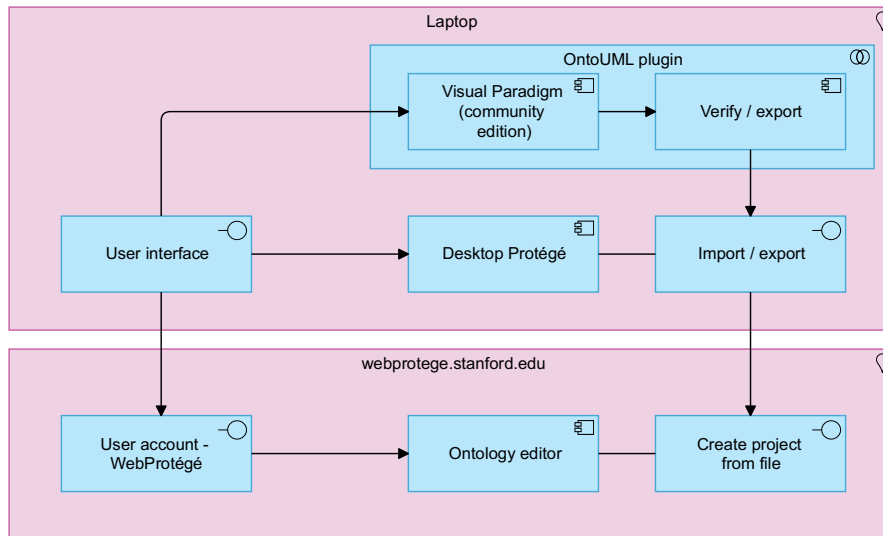 Laptop
OntoUML plugin
Visual Paradigm
(community
edition)
Verify / export
User interface
Desktop Protégé
Import / export
webprotege.stanford.edu
User account -
WebProtégé
Ontology editor
Create project
from file